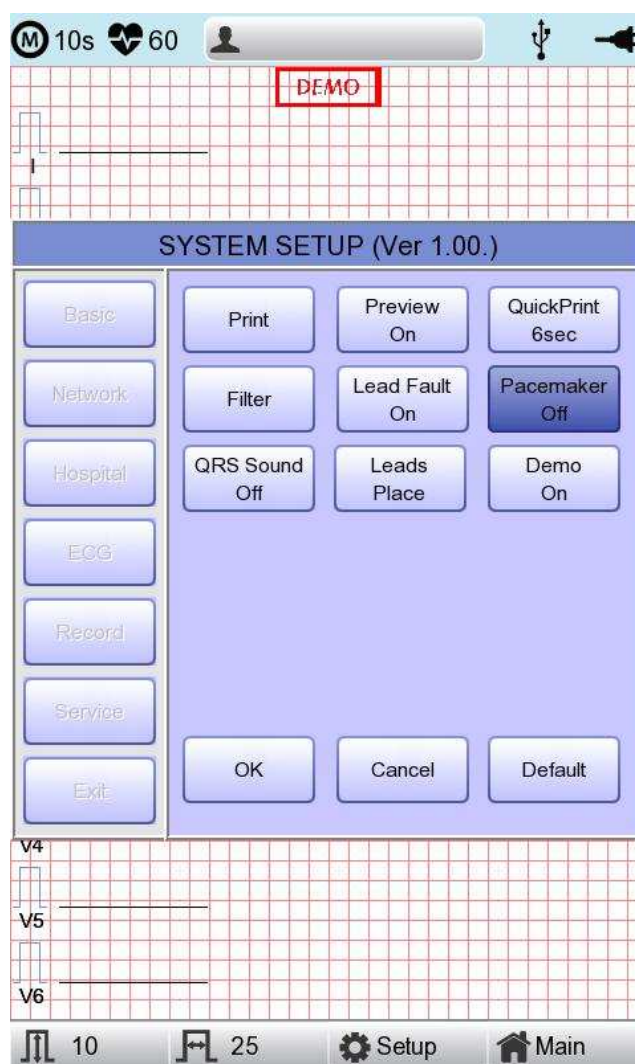 M 10s 60
DEMO
I
SYSTEM SETUP (Ver 1.00.)
Basic
Network
Hospital
ECG
Record
Service
Exit
Print
Preview
On
QuickPrint
6sec
Filter
Lead Fault
On
Pacemaker
Off
QRS Sound
Off
Leads
Place
Demo
On
OK
Cancel
Default
V4
V5
V6
10
25
Setup
Main